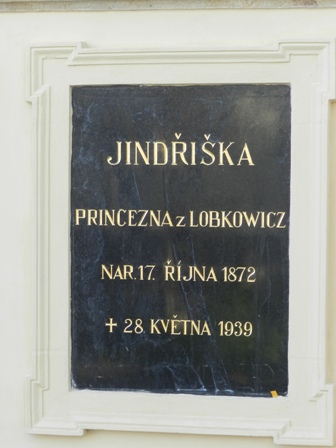 JINDŘIŠKA
PRINCEZNA z LOBKOWICZ
NAR. 17. ŘÍJNA 1872
+ 28 KVĚTNA 1939